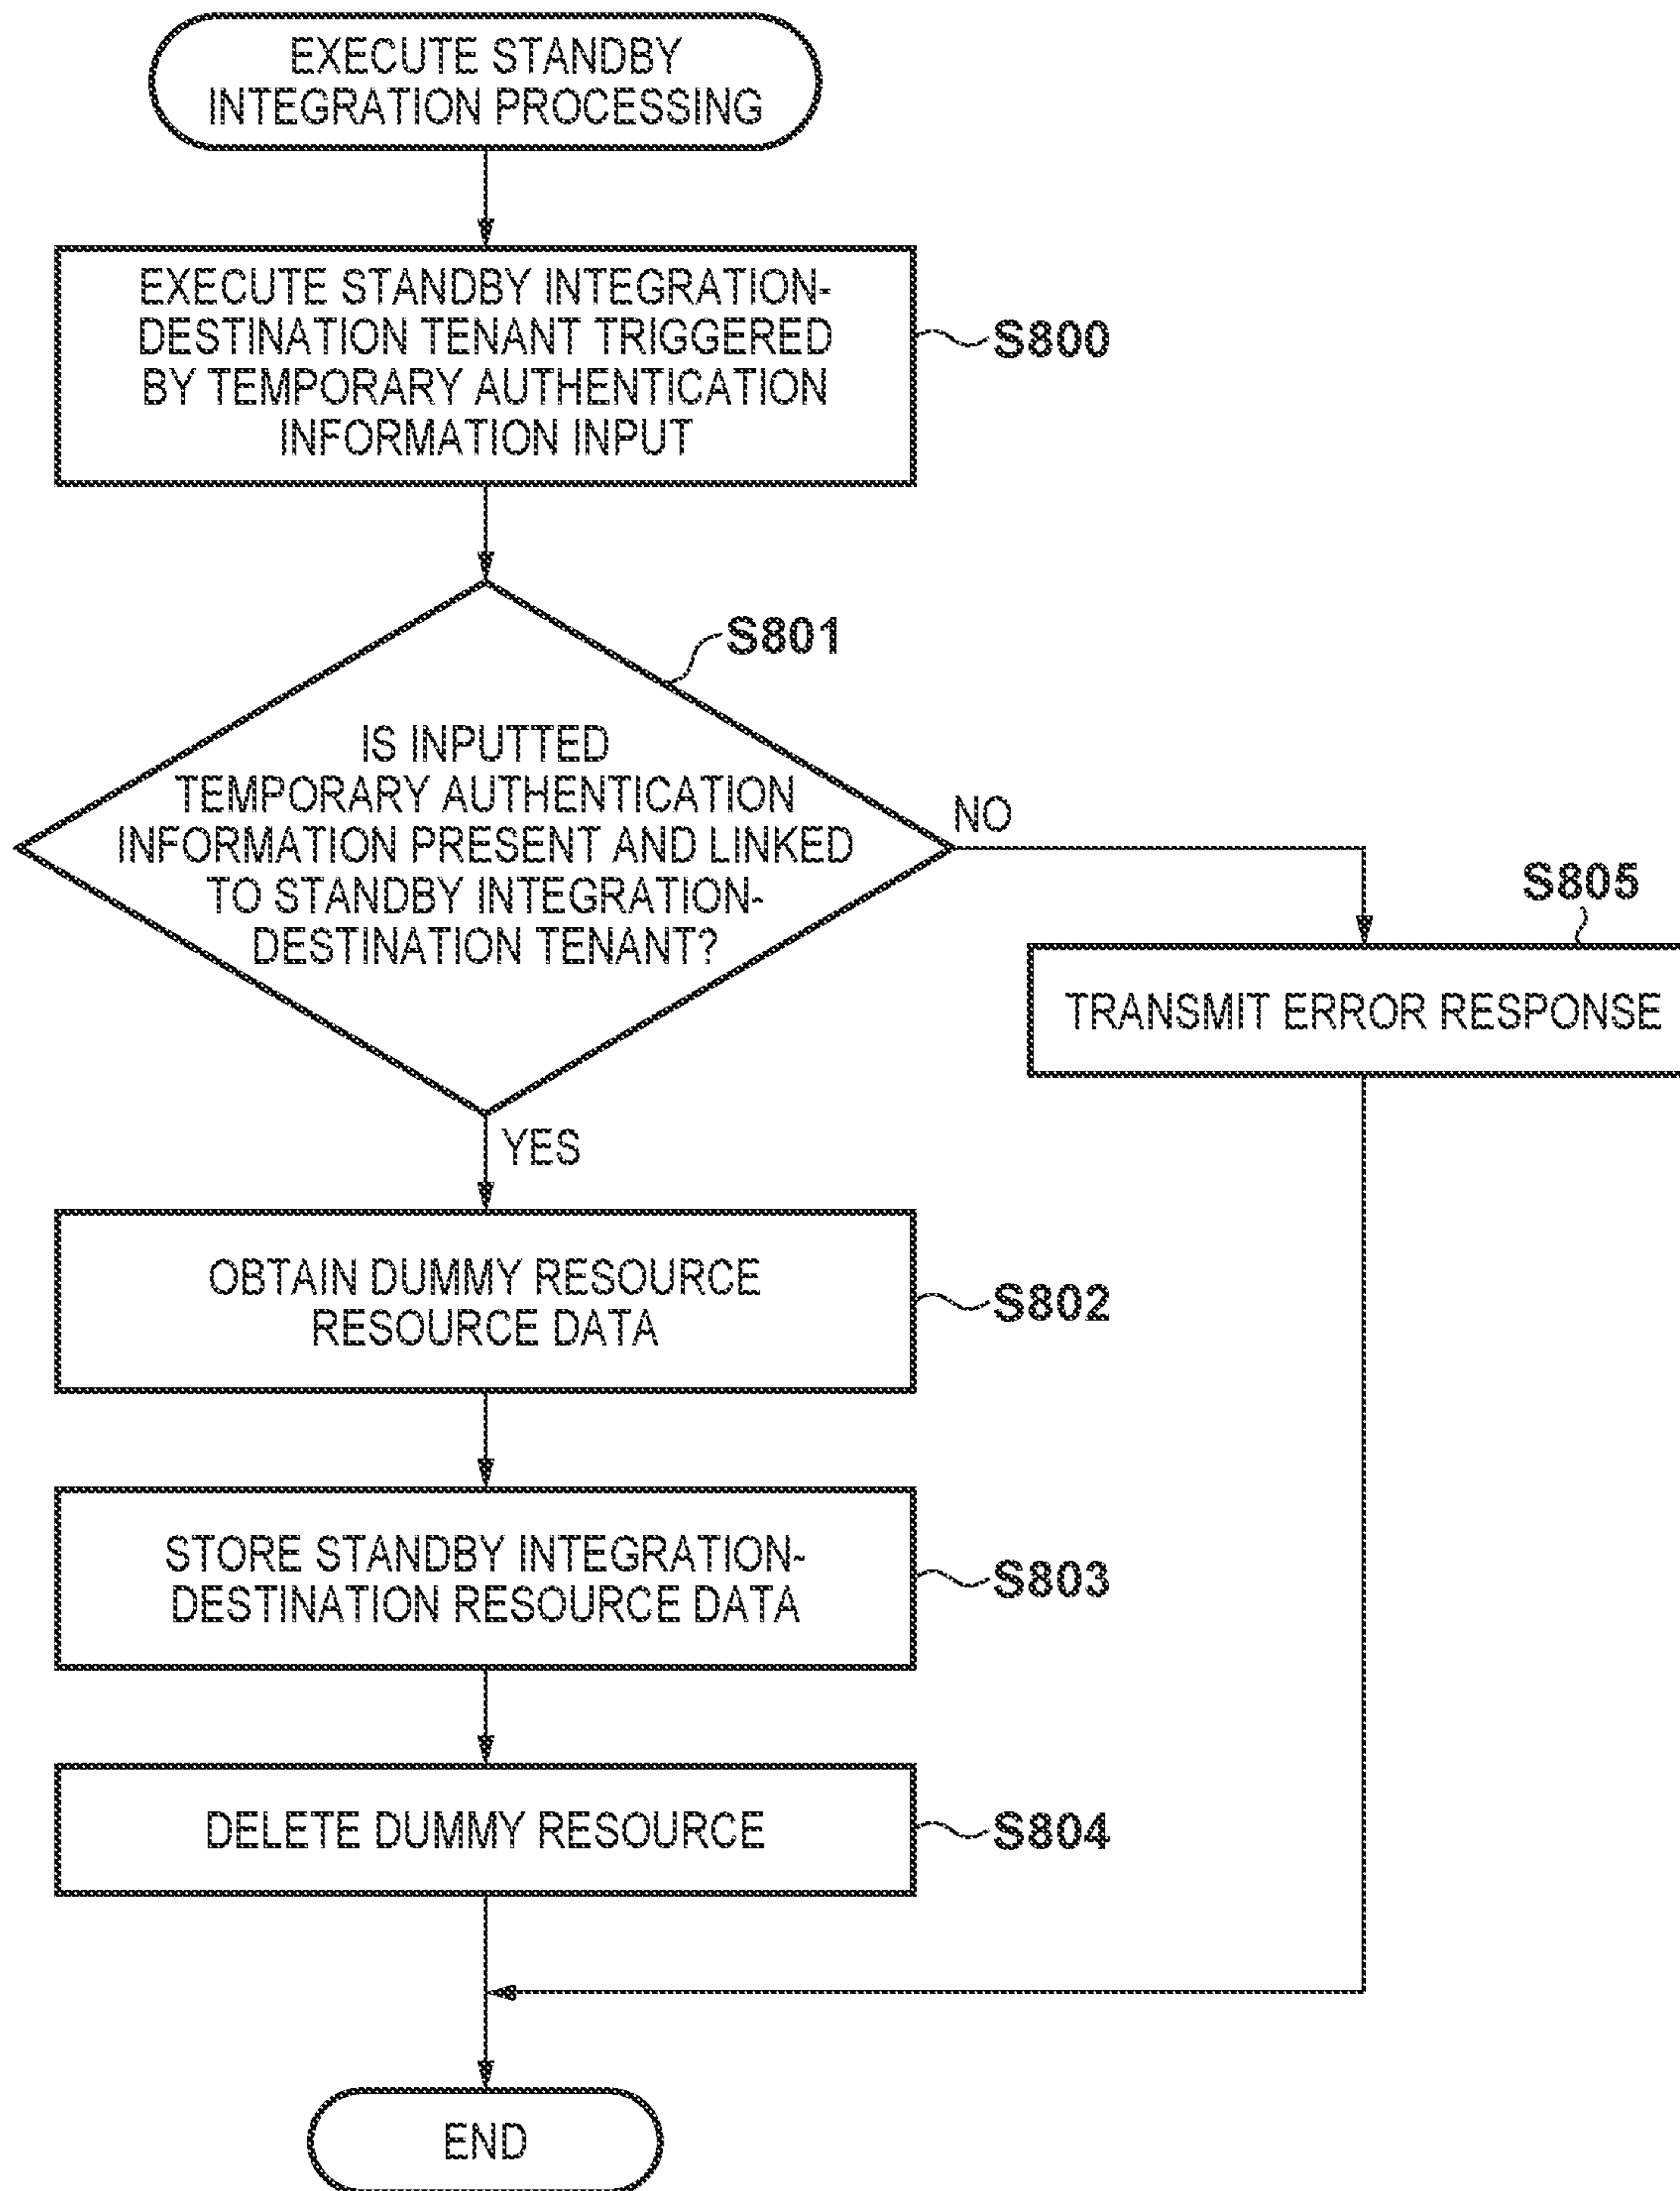 EXECUTE STANDBY
INTEGRATION PROCESSING
EXECUTE STANDBY INTEGRATION-
DESTINATION TENANT TRIGGERED
BY TEMPORARY AUTHENTICATION
INFORMATION INPUT
S800
S801
IS INPUTTED
TEMPORARY AUTHENTICATION
INFORMATION PRESENT AND LINKED
TO STANDBY INTEGRATION-
DESTINATION TENANT?
NO
S805
TRANSMIT ERROR RESPONSE
YES
OBTAIN DUMMY RESOURCE
RESOURCE DATA
S802
STORE STANDBY INTEGRATION-
DESTINATION RESOURCE DATA
S803
DELETE DUMMY RESOURCE
S804
END